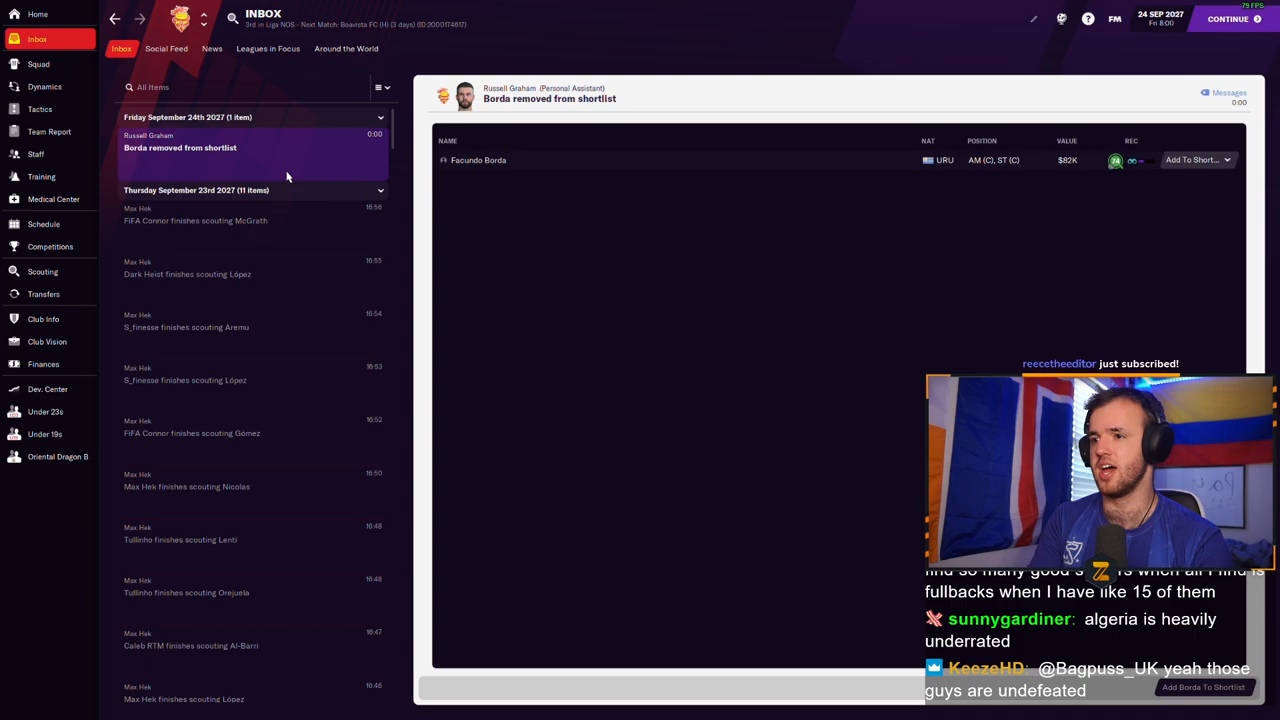 79 FPS
Home
Inbox
Squad
Dynamics
Tactics
Team Report
Staff
Training
Medical Center
Schedule
Competitions
Scouting
Transfers
Club Info
Club Vision
Finances
Dev. Center
Under 23s
Under 19s
Oriental Dragon B
INBOX
3rd in Liga NOS - Next Match: Boavista FC (H) (3 days) (ID:2000174617)
FM
24 SEP 2027
Fri 8:00
CONTINUE
Inbox
Social Feed
News
Leagues in Focus
Around the World
All Items
Friday September 24th 2027 (1 item)
Russell Graham
0:00
Borda removed from shortlist
Thursday September 23rd 2027 (11 items)
Max Hek
16:56
FiFA Connor finishes scouting McGrath
Max Hek
16:55
Dark Heist finishes scouting López
Max Hek
16:54
S_finesse finishes scouting Aremu
Max Hek
16:53
S_finesse finishes scouting López
Max Hek
16:52
FiFA Connor finishes scouting Gómez
Max Hek
16:50
Max Hek finishes scouting Nicolas
Max Hek
16:48
Tullinho finishes scouting Lenti
Max Hek
16:48
Tullinho finishes scouting Orejuela
Max Hek
16:47
Caleb RTM finishes scouting Al-Barri
Max Hek
16:46
Max Hek finishes scouting López
Russell Graham (Personal Assistant)
Borda removed from shortlist
Messages
0:00
NAME NAT POSITION VALUE REC
Facundo Borda URU AM (C), ST (C) $82K 74 Add To Short...
reecetheeditor just subscribed!
fullbacks when I have like 15 of them
sunnygardiner: algeria is heavily
underrated
KeezeHD: @Bagpuss_UK yeah those
guys are undefeated
Add Borda To Shortlist